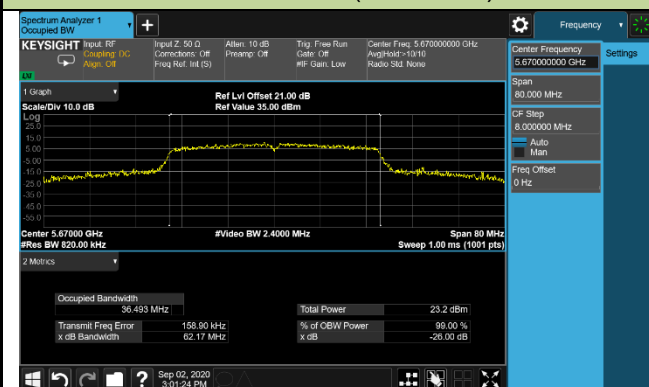 Spectrum Analyzer 1
Occupied BW
Frequency
KEYSIGHT
Input: RF
Coupling: DC
Align: Off
Input Z: 50 Ω
Corrections: Off
Freq Ref: Int (S)
Atten: 10 dB
Preamp: Off
Trig: Free Run
Gate: Off
#IF Gain: Low
Center Freq: 5.670000000 GHz
Avg|Hold:>10/10
Radio Std: None
LXI
1 Graph
Scale/Div 10.0 dB
Ref Lvl Offset 21.00 dB
Ref Value 35.00 dBm
Log
25.0
15.0
5.00
-5.00
-15.0
-25.0
-35.0
-45.0
-55.0
Center 5.67000 GHz
#Res BW 820.00 kHz
#Video BW 2.4000 MHz
Span 80 MHz
Sweep 1.00 ms (1001 pts)
2 Metrics
Occupied Bandwidth
36.493 MHz
Transmit Freq Error 158.90 kHz
x dB Bandwidth 62.17 MHz
Total Power 23.2 dBm
% of OBW Power 99.00 %
x dB -26.00 dB
Sep 02, 2020
3:01:24 PM
Center Frequency
5.670000000 GHz
Span
80.000 MHz
CF Step
8.000000 MHz
Auto
Man
Freq Offset
0 Hz
Settings